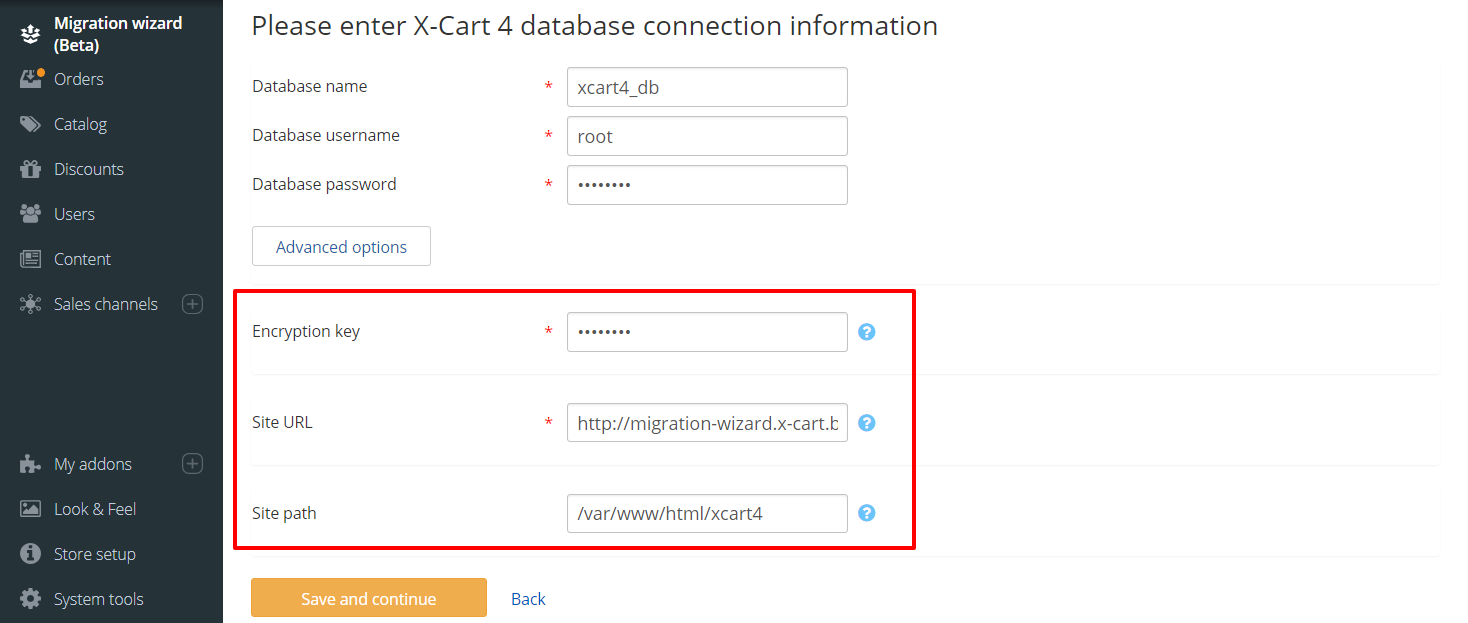 Migration wizard
(Beta)
Orders
Catalog
Discounts
Users
Content
Sales channels
My addons
Look & Feel
Store setup
System tools
Please enter X-Cart 4 database connection information
Database name * xcart4_db
Database username * root
Database password * ••••••••
Advanced options
Encryption key * •••••••• ?
Site URL * http://migration-wizard.x-cart.b ?
Site path /var/www/html/xcart4 ?
Save and continue Back